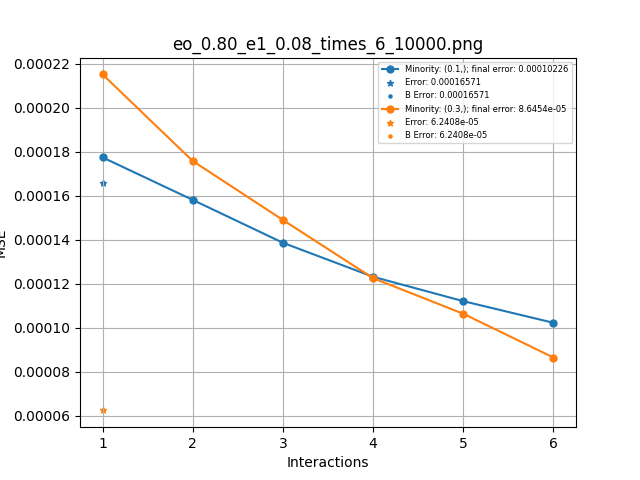 eo_0.80_e1_0.08_times_6_10000.png
Minority: (0.1,); final error: 0.00010226
Error: 0.00016571
B Error: 0.00016571
Minority: (0.3,); final error: 8.6454e-05
Error: 6.2408e-05
B Error: 6.2408e-05
0.00022
0.00020
0.00018
0.00016
0.00014
0.00012
0.00010
0.00008
0.00006
MSE
1 2 3 4 5 6
Interactions